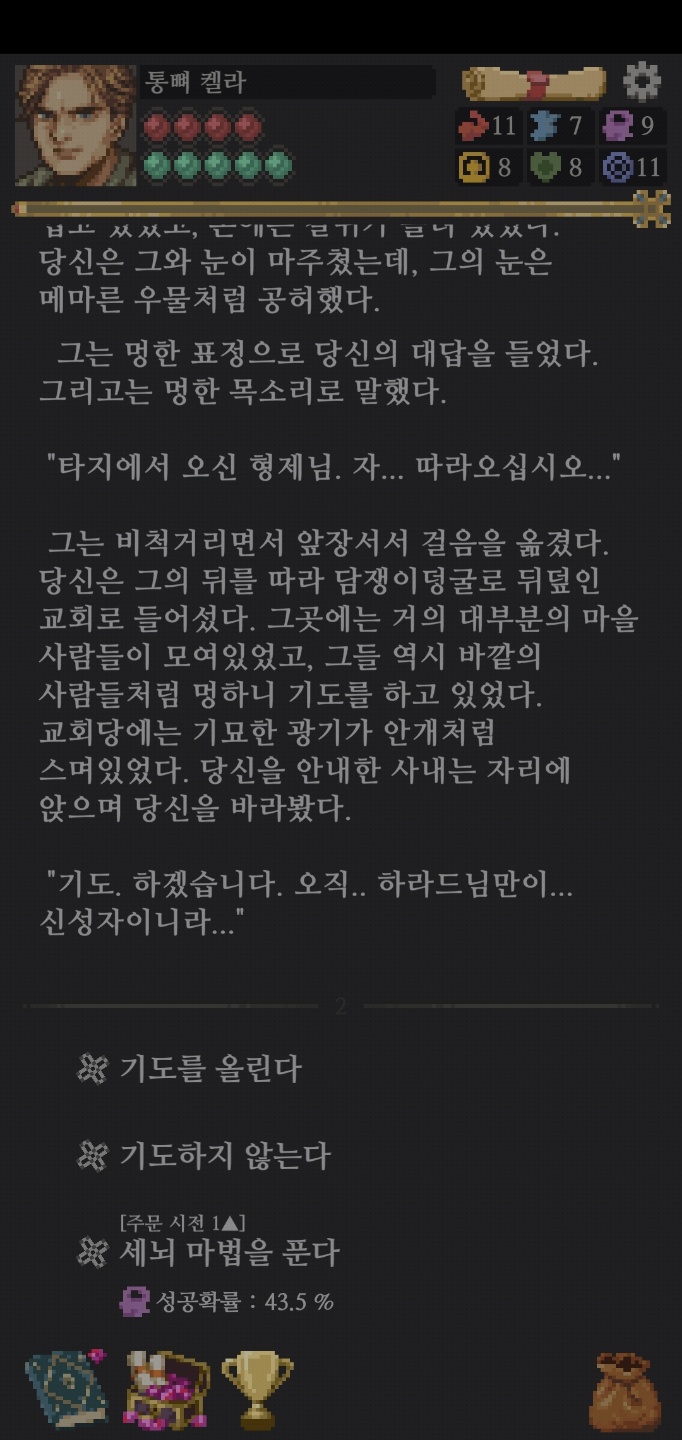 통뼈 켈라
11 7 9
8 8 11
당신은 그와 눈이 마주쳤는데, 그의 눈은
메마른 우물처럼 공허했다.
그는 멍한 표정으로 당신의 대답을 들었다.
그리고는 멍한 목소리로 말했다.
"타지에서 오신 형제님. 자... 따라오십시오..."
그는 비척거리면서 앞장서서 걸음을 옮겼다.
당신은 그의 뒤를 따라 담쟁이덩굴로 뒤덮인
교회로 들어섰다. 그곳에는 거의 대부분의 마을
사람들이 모여있었고, 그들 역시 바깥의
사람들처럼 멍하니 기도를 하고 있었다.
교회당에는 기묘한 광기가 안개처럼
스며있었다. 당신을 안내한 사내는 자리에
앉으며 당신을 바라봤다.
"기도. 하겠습니다. 오직.. 하라드님만이...
신성자이니라..."
2
기도를 올린다
기도하지 않는다
[주문 시전 1▲]
세뇌 마법을 푼다
성공확률 : 43.5 %